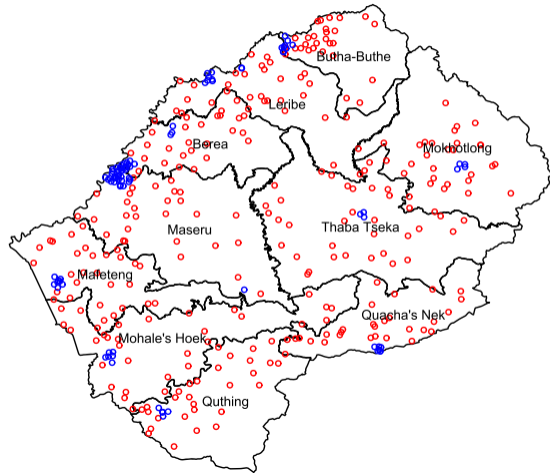 Butha-Buthe
Leribe
Berea
Mokhotlong
Maseru
Thaba Tseka
Mafeteng
Quacha's Nek
Mohale's Hoek
Quthing